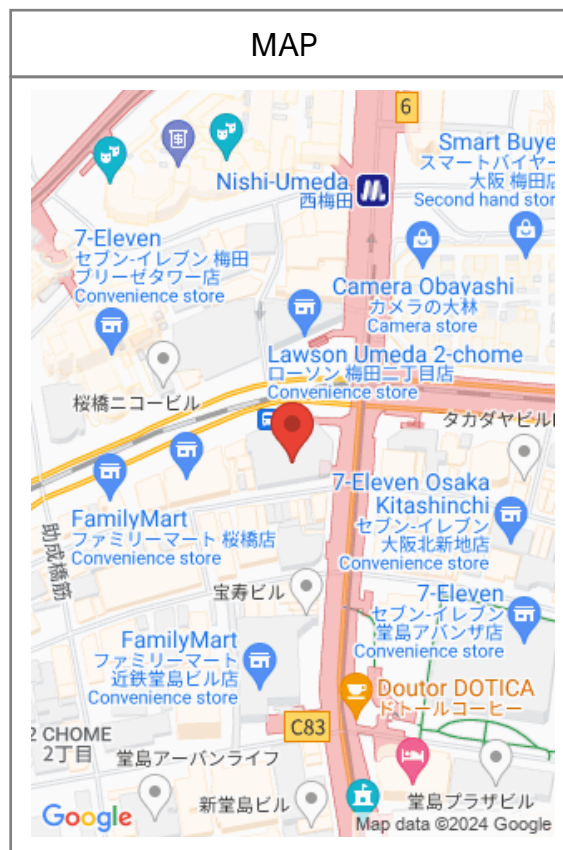 MAP
6
Smart Buye
スマートバイヤー
大阪 梅田店
Second hand stor
Nishi-Umeda
西梅田
7-Eleven
セブン-イレブン 梅田
ブリーゼタワー店
Convenience store
Camera Obayashi
カメラの大林
Camera store
Lawson Umeda 2-chome
ローソン 梅田二丁目店
Convenience store
桜橋ニコービル
タカダヤビル
7-Eleven Osaka
Kitashinchi
セブン-イレブン
大阪北新地店
Convenience store
FamilyMart
ファミリーマート 桜橋店
Convenience store
助成橋筋
宝寿ビル
7-Eleven
セブン-イレブン
堂島アバンザ店
Convenience store
FamilyMart
ファミリーマート
近鉄堂島ビル店
Convenience store
Doutor DOTICA
ドトールコーヒー
C83
2 CHOME
2丁目
堂島アーバンライフ
新堂島ビル
堂島プラザビル
Google
Map data ©2024 Google